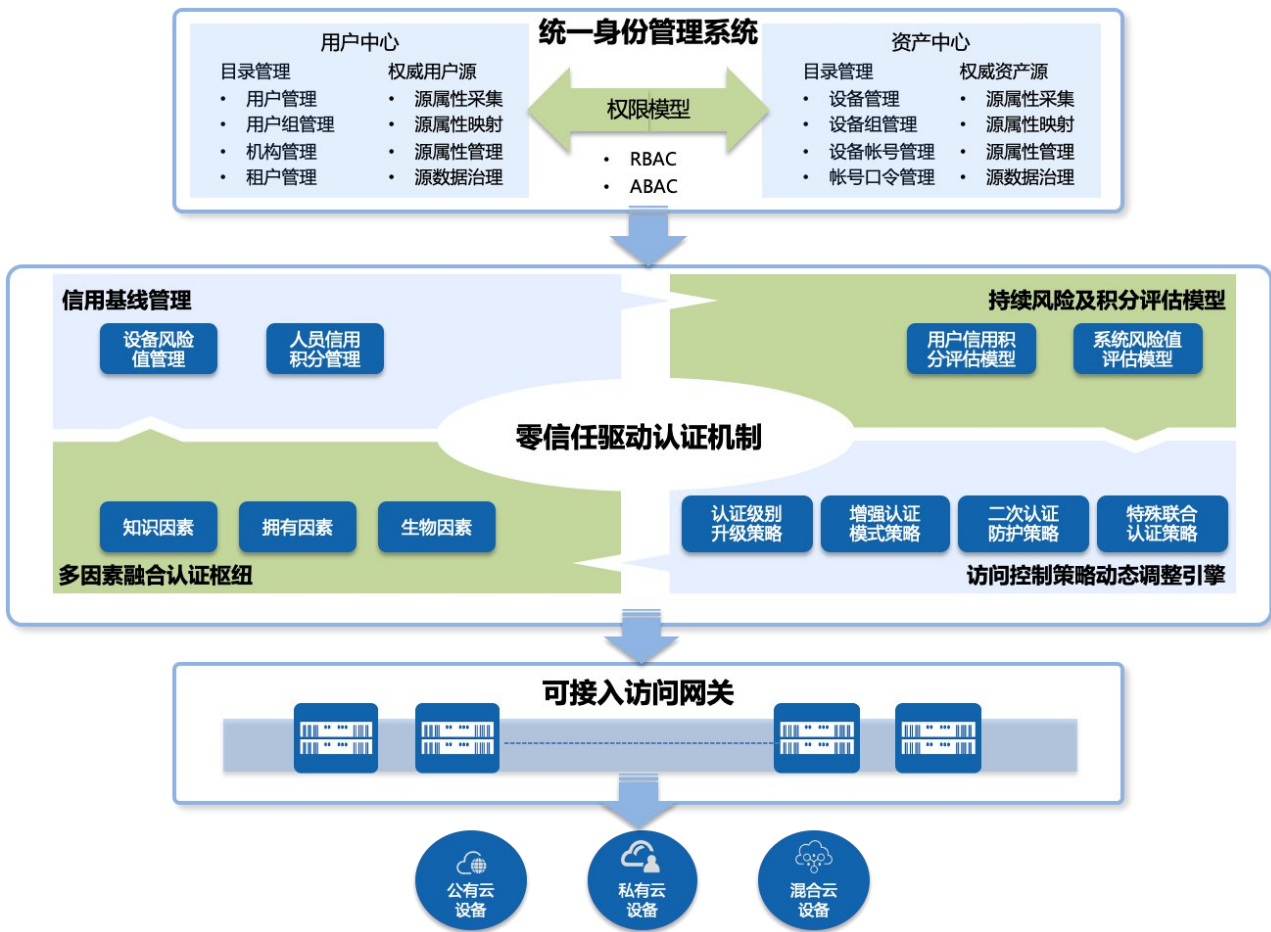 统一身份管理系统
用户中心
目录管理
• 用户管理
• 用户组管理
• 机构管理
• 租户管理
权威用户源
• 源属性采集
• 源属性映射
• 源属性管理
• 源数据治理
权限模型
• RBAC
• ABAC
资产中心
目录管理
• 设备管理
• 设备组管理
• 设备帐号管理
• 帐号口令管理
权威资产源
• 源属性采集
• 源属性映射
• 源属性管理
• 源数据治理
信用基线管理
设备风险
值管理
人员信用
积分管理
持续风险及积分评估模型
用户信用积
分评估模型
系统风险值
评估模型
零信任驱动认证机制
知识因素
拥有因素
生物因素
多因素融合认证枢纽
认证级别
升级策略
增强认证
模式策略
二次认证
防护策略
特殊联合
认证策略
访问控制策略动态调整引擎
可接入访问网关
公有云
设备
私有云
设备
混合云
设备